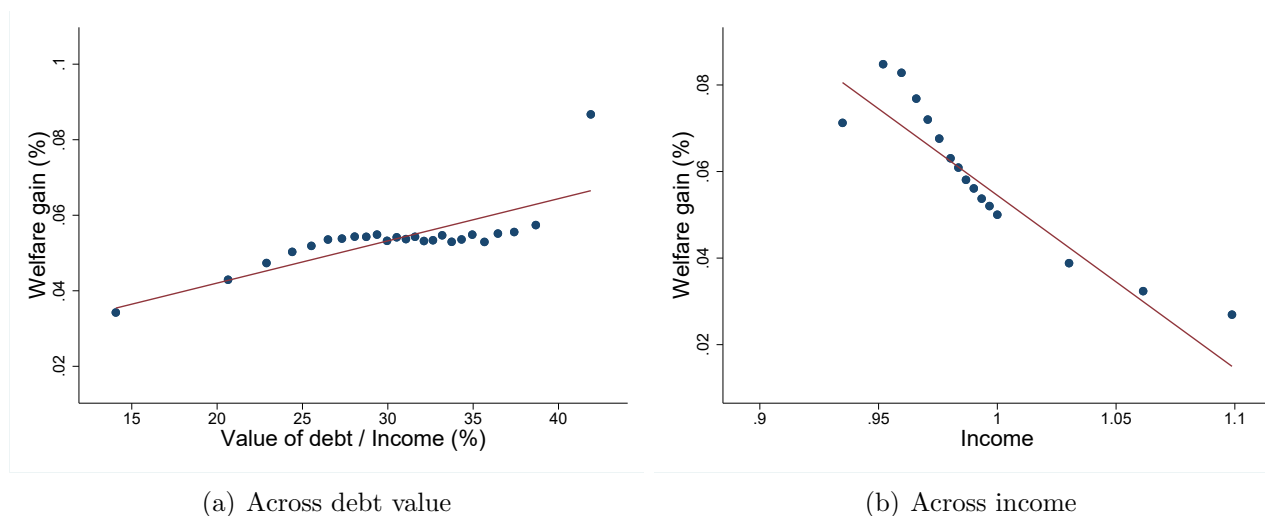 Welfare gain (%)
.1
.08
.06
.04
.02
15 20 25 30 35 40
Value of debt / Income (%)
(a) Across debt value
Welfare gain (%)
.08
.06
.04
.02
.9 .95 1 1.05 1.1
Income
(b) Across income